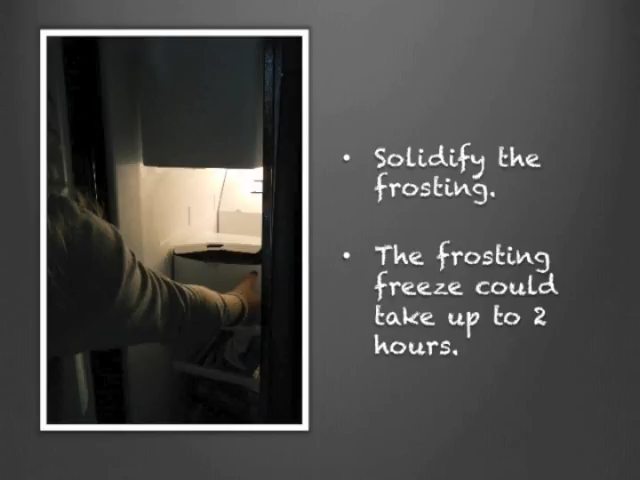 • Solidify the
frosting.
• The frosting
freeze could
take up to 2
hours.